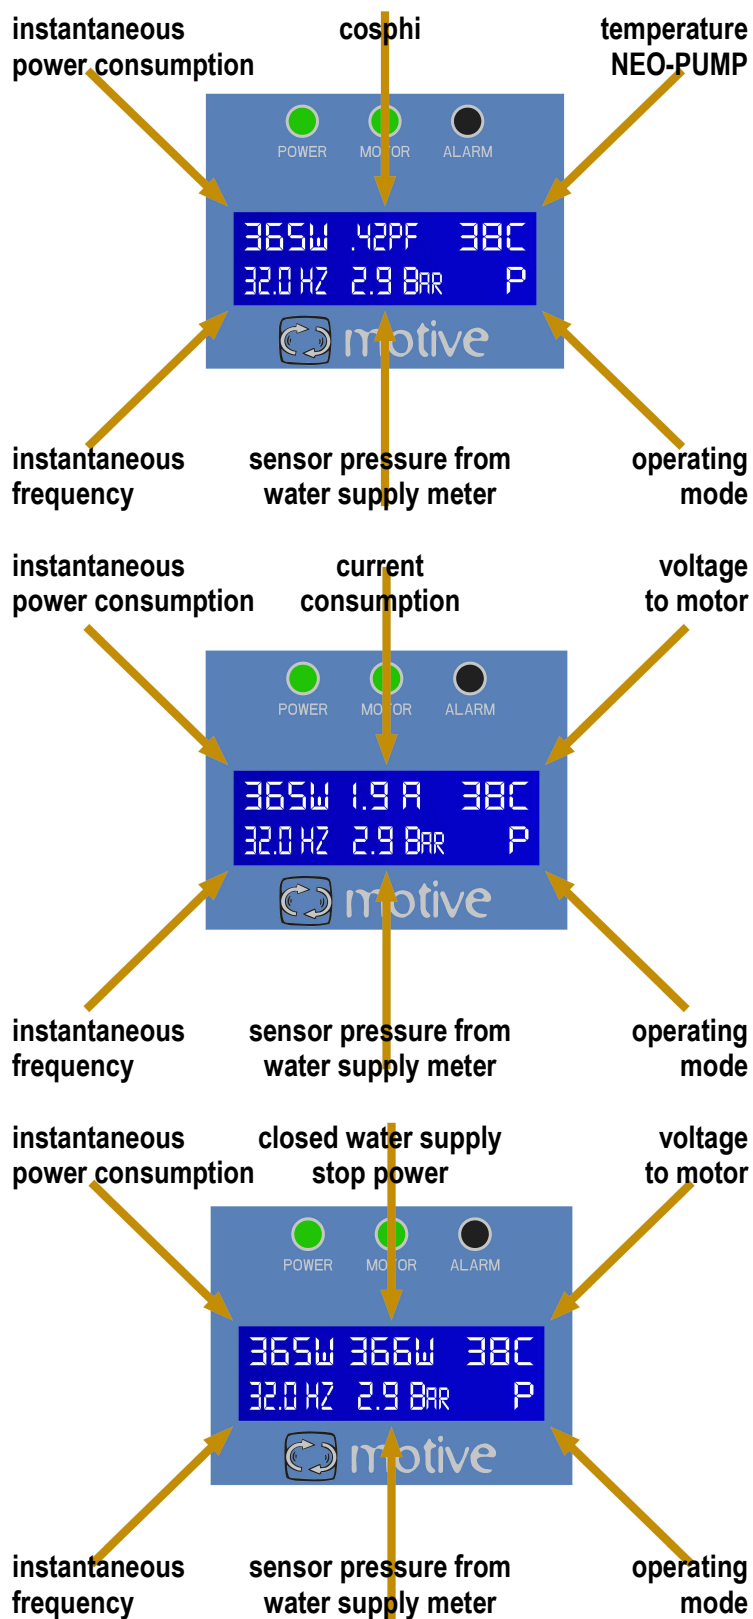 instantaneous cosphi temperature
power consumption NEO-PUMP
POWER MOTOR ALARM
365W .42PF 38C
32.0 HZ 2.9 BAR P
motive
instantaneous sensor pressure from operating
frequency water supply meter mode
instantaneous current voltage
power consumption consumption to motor
POWER MOTOR ALARM
365W 1.9 A 38C
32.0 HZ 2.9 BAR P
motive
instantaneous sensor pressure from operating
frequency water supply meter mode
instantaneous closed water supply voltage
power consumption stop power to motor
POWER MOTOR ALARM
365W 366W 38C
32.0 HZ 2.9 BAR P
motive
instantaneous sensor pressure from operating
frequency water supply meter mode